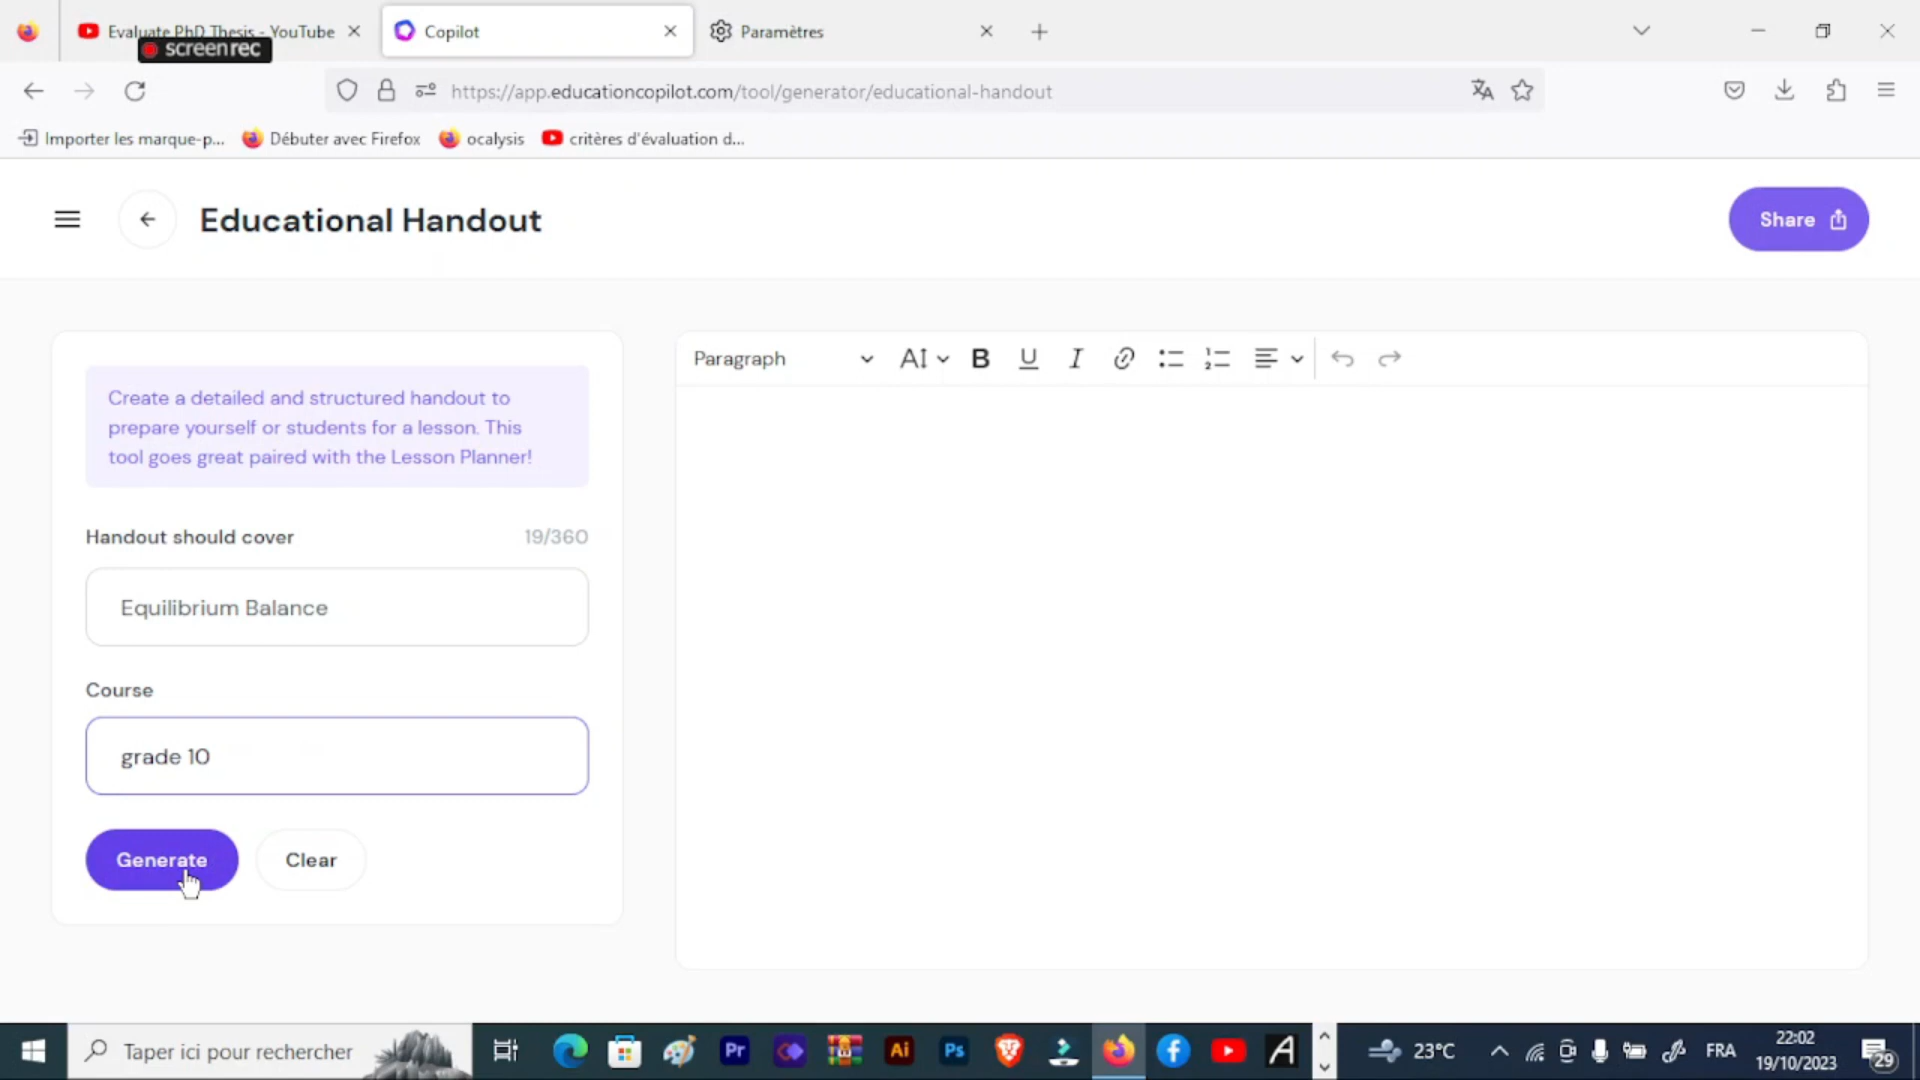 Evaluate PhD Thesis - YouTube
Copilot
Paramètres
screenrec
https://app.educationcopilot.com/tool/generator/educational-handout
Importer les marque-p...
Débuter avec Firefox
ocalysis
critères d'évaluation d...
Educational Handout
Share
Create a detailed and structured handout to
prepare yourself or students for a lesson. This
tool goes great paired with the Lesson Planner!
Paragraph
Handout should cover
19/360
Equilibrium Balance
Course
grade 10
Generate
Clear
Taper ici pour rechercher
Pr
Ai
Ps
23°C
FRA
22:02
19/10/2023
29